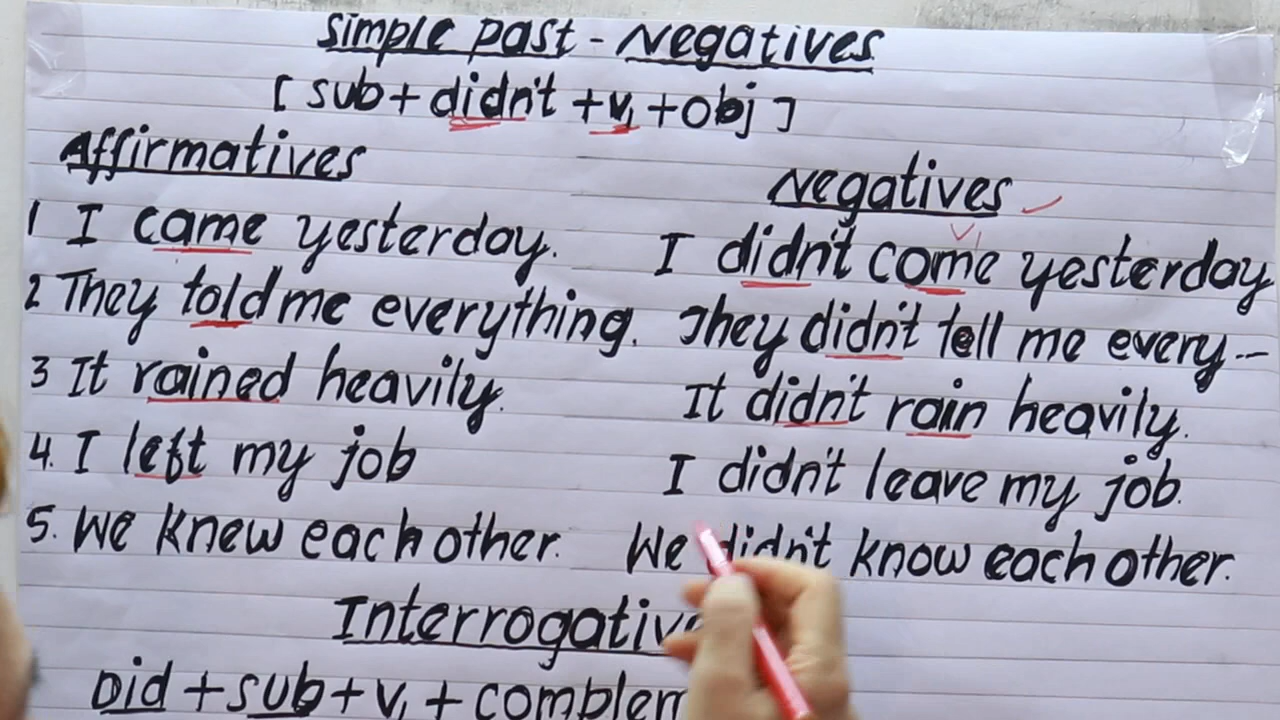 Simple past - Negatives
[ sub + didn't + V1 + obj ]
Affirmatives
Negatives
1 I came yesterday. I didn't come yesterday
2 They told me everything. They didn't tell me every--
3 It rained heavily. It didn't rain heavily.
4. I left my job I didn't leave my job.
5. We knew each other. We didn't know each other.
Interrogative
Did + sub + V1 + complem